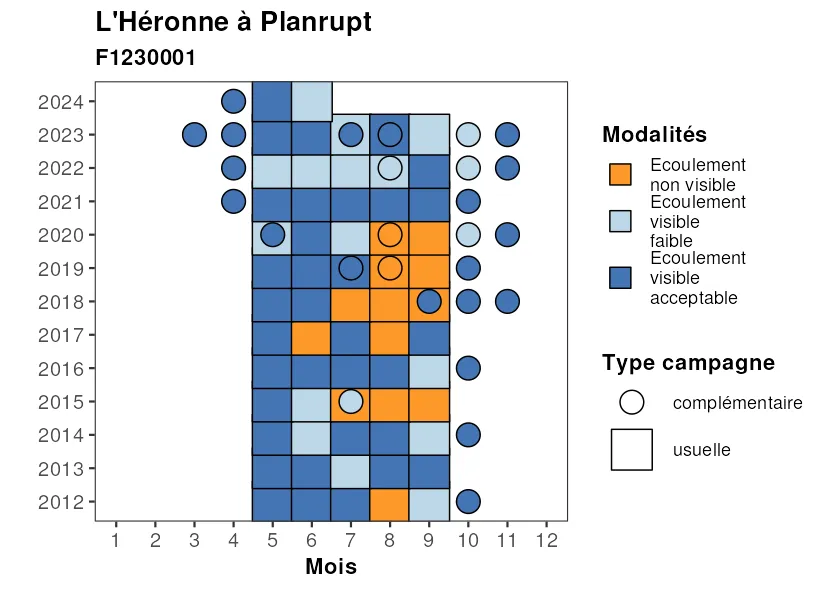 L'Héronne à Planrupt
F1230001
2024
2023
2022
2021
2020
2019
2018
2017
2016
2015
2014
2013
2012
1 2 3 4 5 6 7 8 9 10 11 12
Mois
Modalités
Ecoulement
non visible
Ecoulement
visible
faible
Ecoulement
visible
acceptable
Type campagne
complémentaire
usuelle